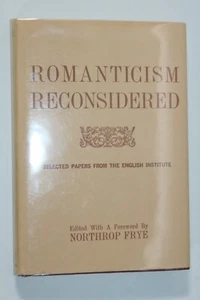 ROMANTICISM
RECONSIDERED
SELECTED PAPERS FROM THE ENGLISH INSTITUTE
Edited With A Foreword By
NORTHROP FRYE